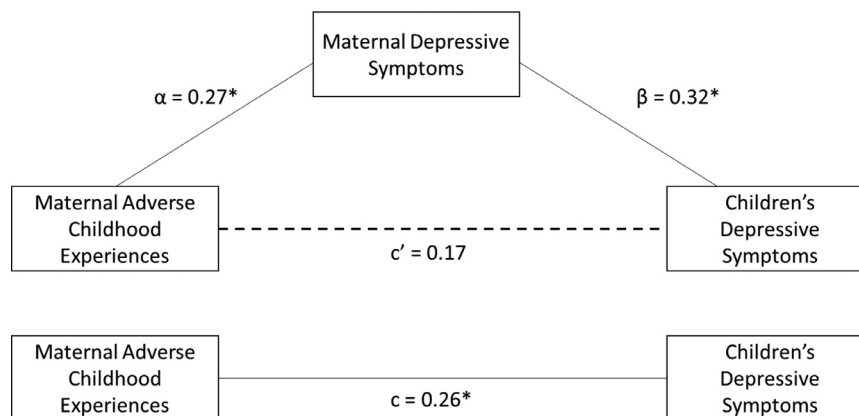 Maternal Depressive
Symptoms
α = 0.27*
β = 0.32*
Maternal Adverse
Childhood
Experiences
Children’s
Depressive
Symptoms
c’ = 0.17
Maternal Adverse
Childhood
Experiences
Children’s
Depressive
Symptoms
c = 0.26*